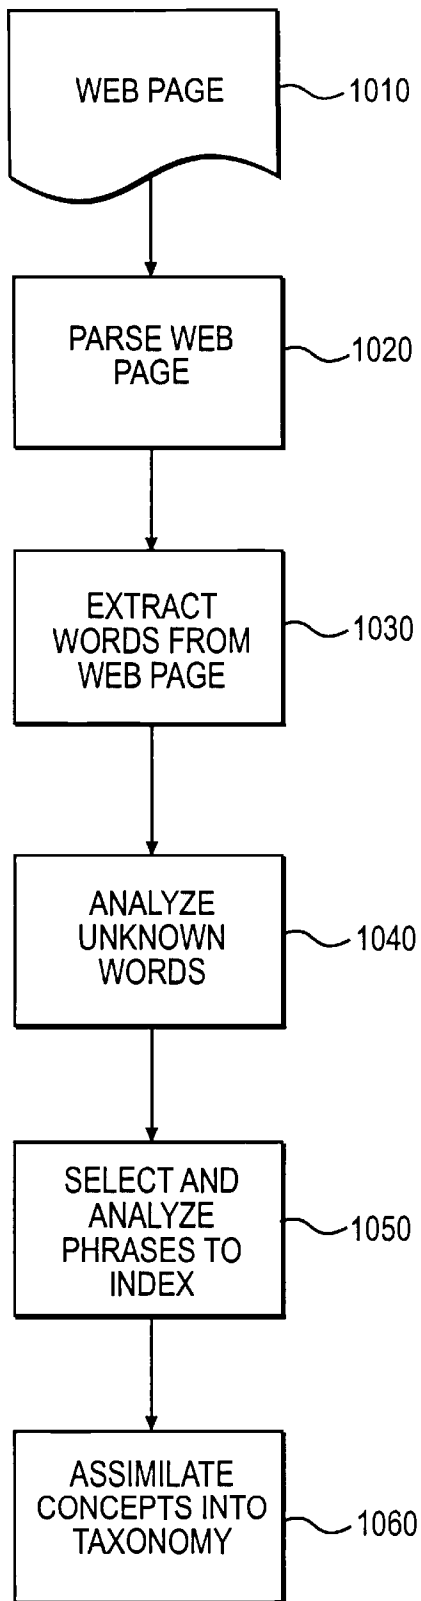 WEB PAGE
1010
PARSE WEB
PAGE
1020
EXTRACT
WORDS FROM
WEB PAGE
1030
ANALYZE
UNKNOWN
WORDS
1040
SELECT AND
ANALYZE
PHRASES TO
INDEX
1050
ASSIMILATE
CONCEPTS INTO
TAXONOMY
1060